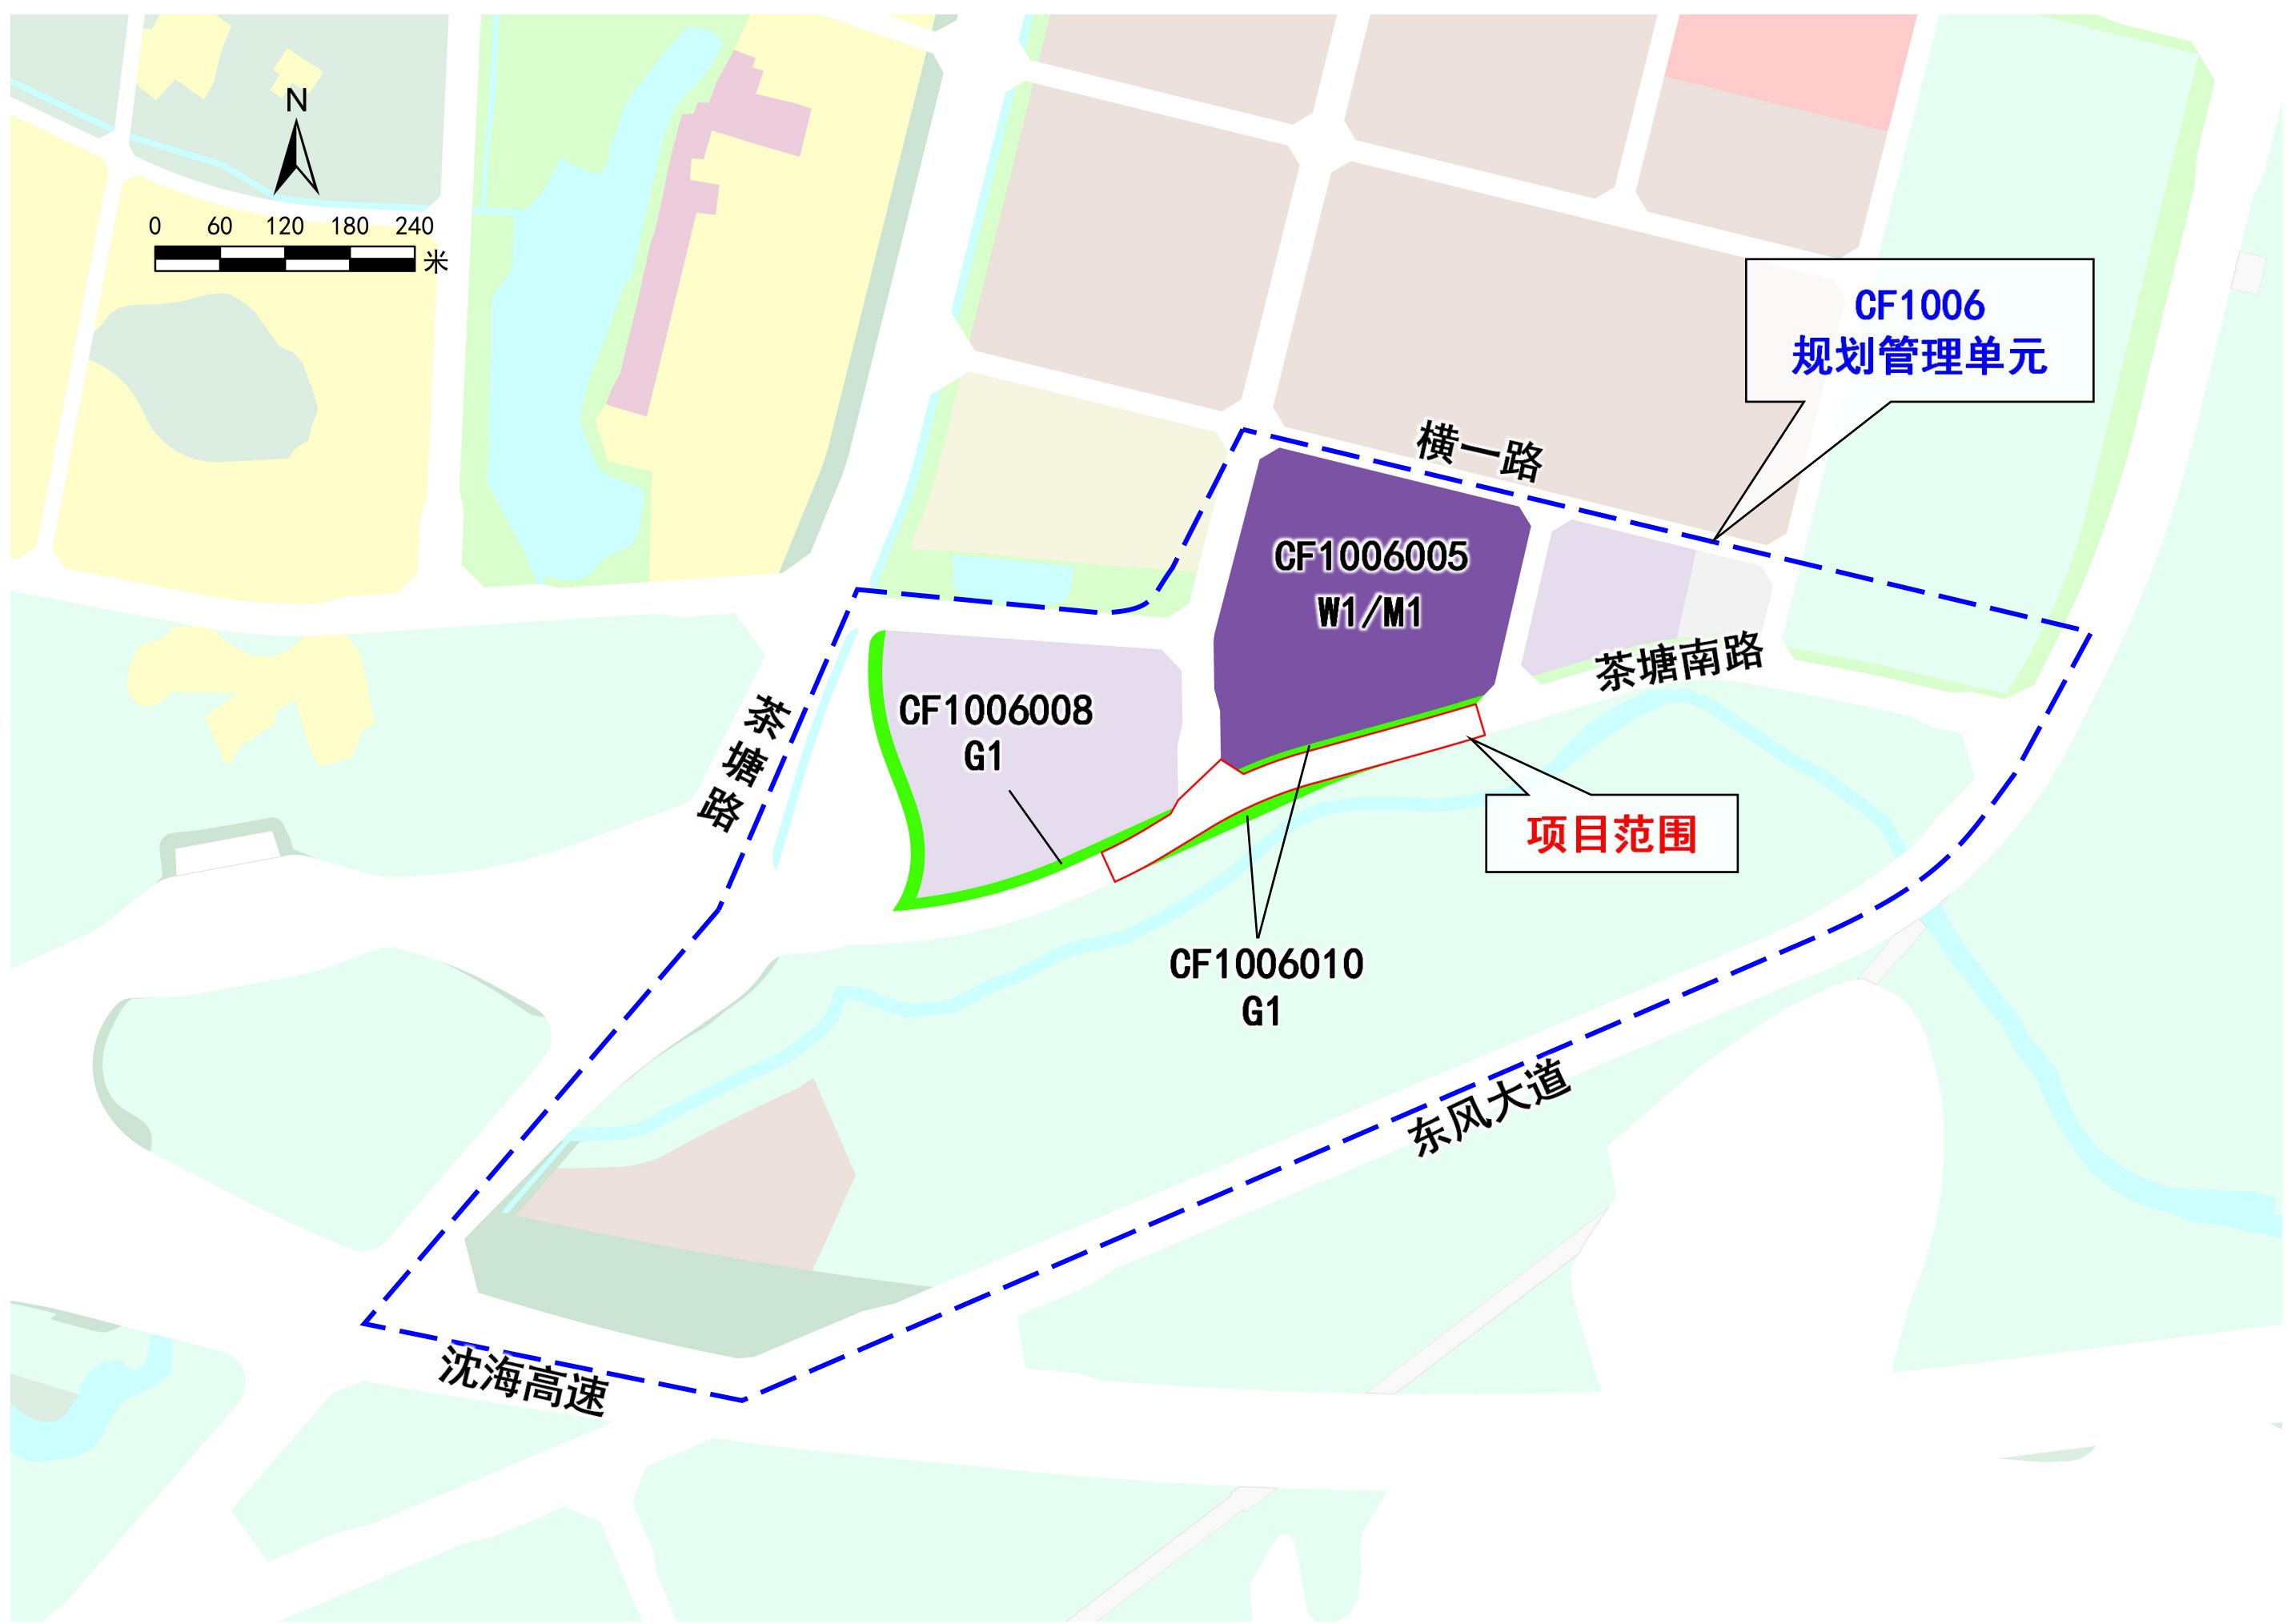 N
0 60 120 180 240
米
CF1006
规划管理单元
横一路
CF1006005
W1/M1
茶塘南路
CF1006008
G1
茶塘路
项目范围
CF1006010
G1
东风大道
沈海高速